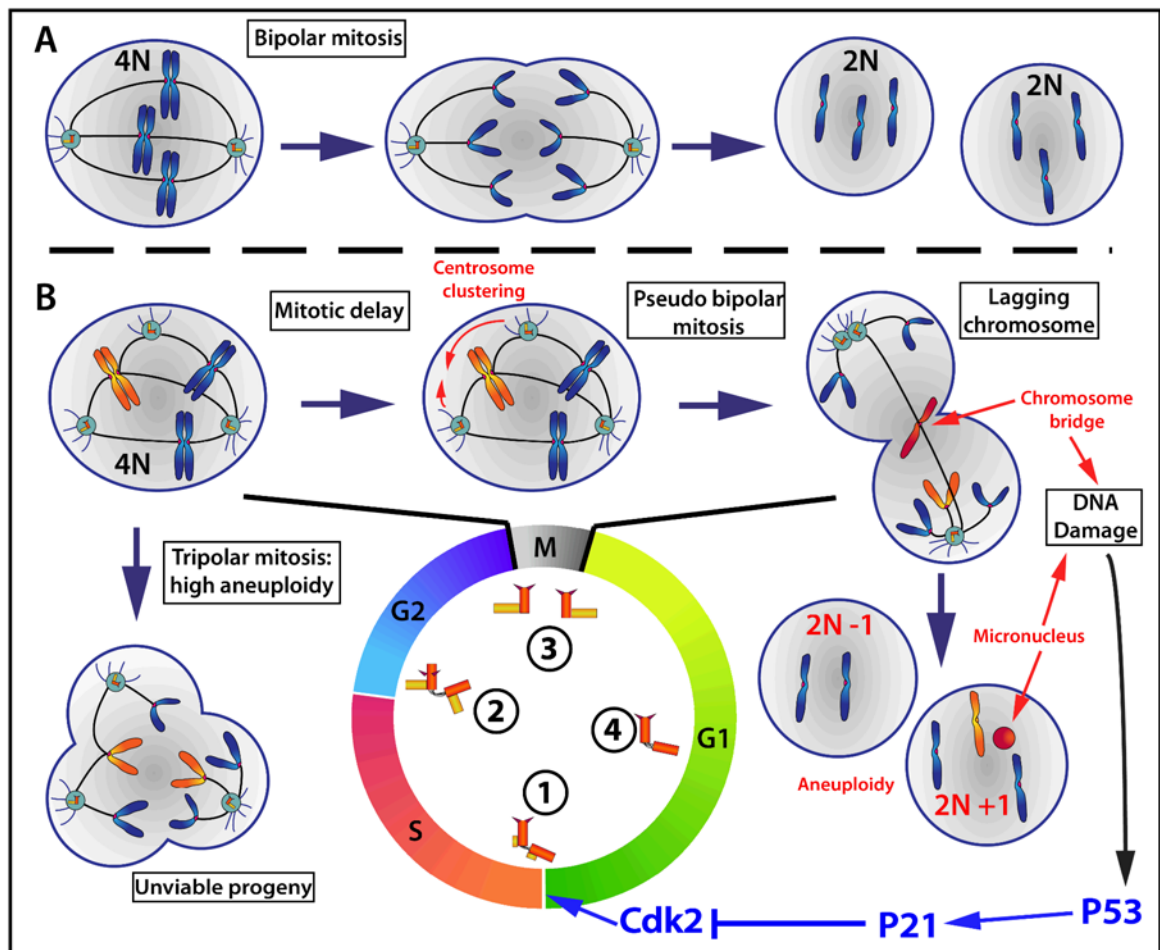 A
Bipolar mitosis
4N
2N
2N
B
Mitotic delay
Centrosome
clustering
Pseudo bipolar
mitosis
Lagging
chromosome
4N
Chromosome
bridge
DNA
Damage
Tripolar mitosis:
high aneuploidy
M
G2
G1
S
3
2
4
1
2N -1
Micronucleus
Aneuploidy
2N +1
Unviable progeny
Cdk2
P21
P53